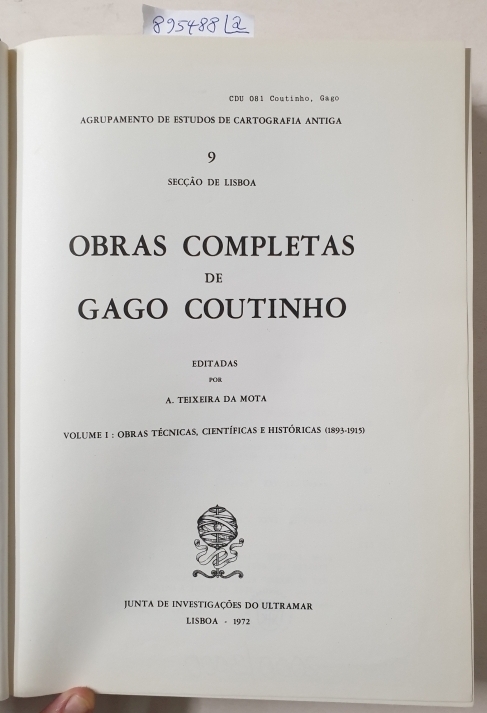 895488 La
CDU 081 Coutinho, Gago
AGRUPAMENTO DE ESTUDOS DE CARTOGRAFIA ANTIGA
9
SECÇÃO DE LISBOA
OBRAS COMPLETAS
DE
GAGO COUTINHO
EDITADAS
POR
A. TEIXEIRA DA MOTA
VOLUME I : OBRAS TÉCNICAS, CIENTÍFICAS E HISTÓRICAS (1893-1915)
JUNTA DE INVESTIGAÇÕES DO ULTRAMAR
LISBOA - 1972